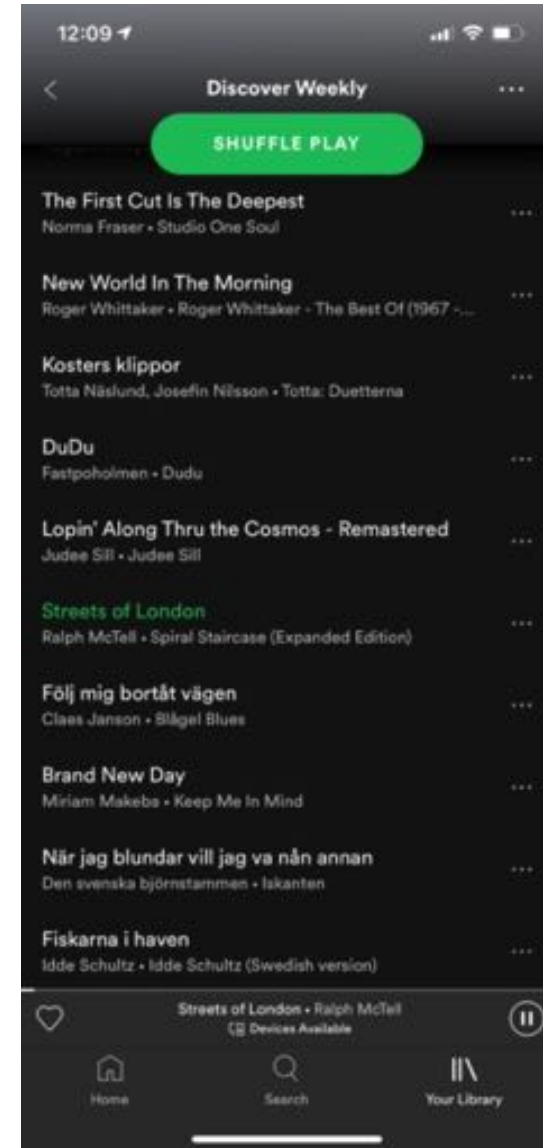 12:09
Discover Weekly
SHUFFLE PLAY
The First Cut Is The Deepest
Norma Fraser • Studio One Soul
New World In The Morning
Roger Whittaker • Roger Whittaker - The Best Of (1967 -...
Kosters klippor
Totta Näslund, Josefin Nilsson • Totta: Duetterna
DuDu
Fastpoholmen • Dudu
Lopin' Along Thru the Cosmos - Remastered
Judee Sill • Judee Sill
Streets of London
Ralph McTell • Spiral Staircase (Expanded Edition)
Följ mig bortåt vägen
Claes Janson • Blågel Blues
Brand New Day
Miriam Makeba • Keep Me In Mind
När jag blundar vill jag va nån annan
Den svenska björnstammen • Iskanten
Fiskarna i haven
Idde Schultz • Idde Schultz (Swedish version)
Streets of London • Ralph McTell
Devices Available
Home
Search
Your Library